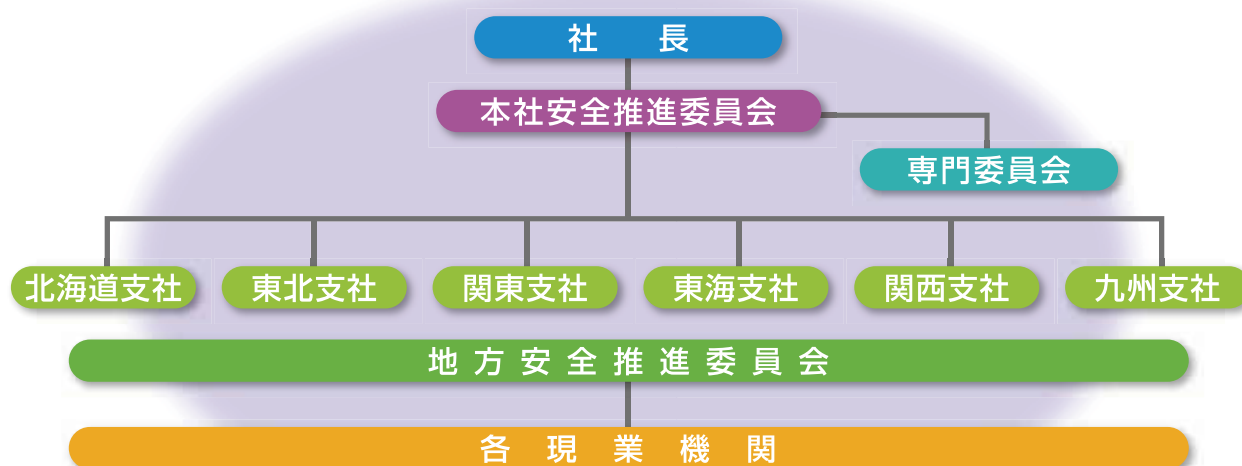 社長
本社安全推進委員会
専門委員会
北海道支社 東北支社 関東支社 東海支社 関西支社 九州支社
地方安全推進委員会
各現業機関